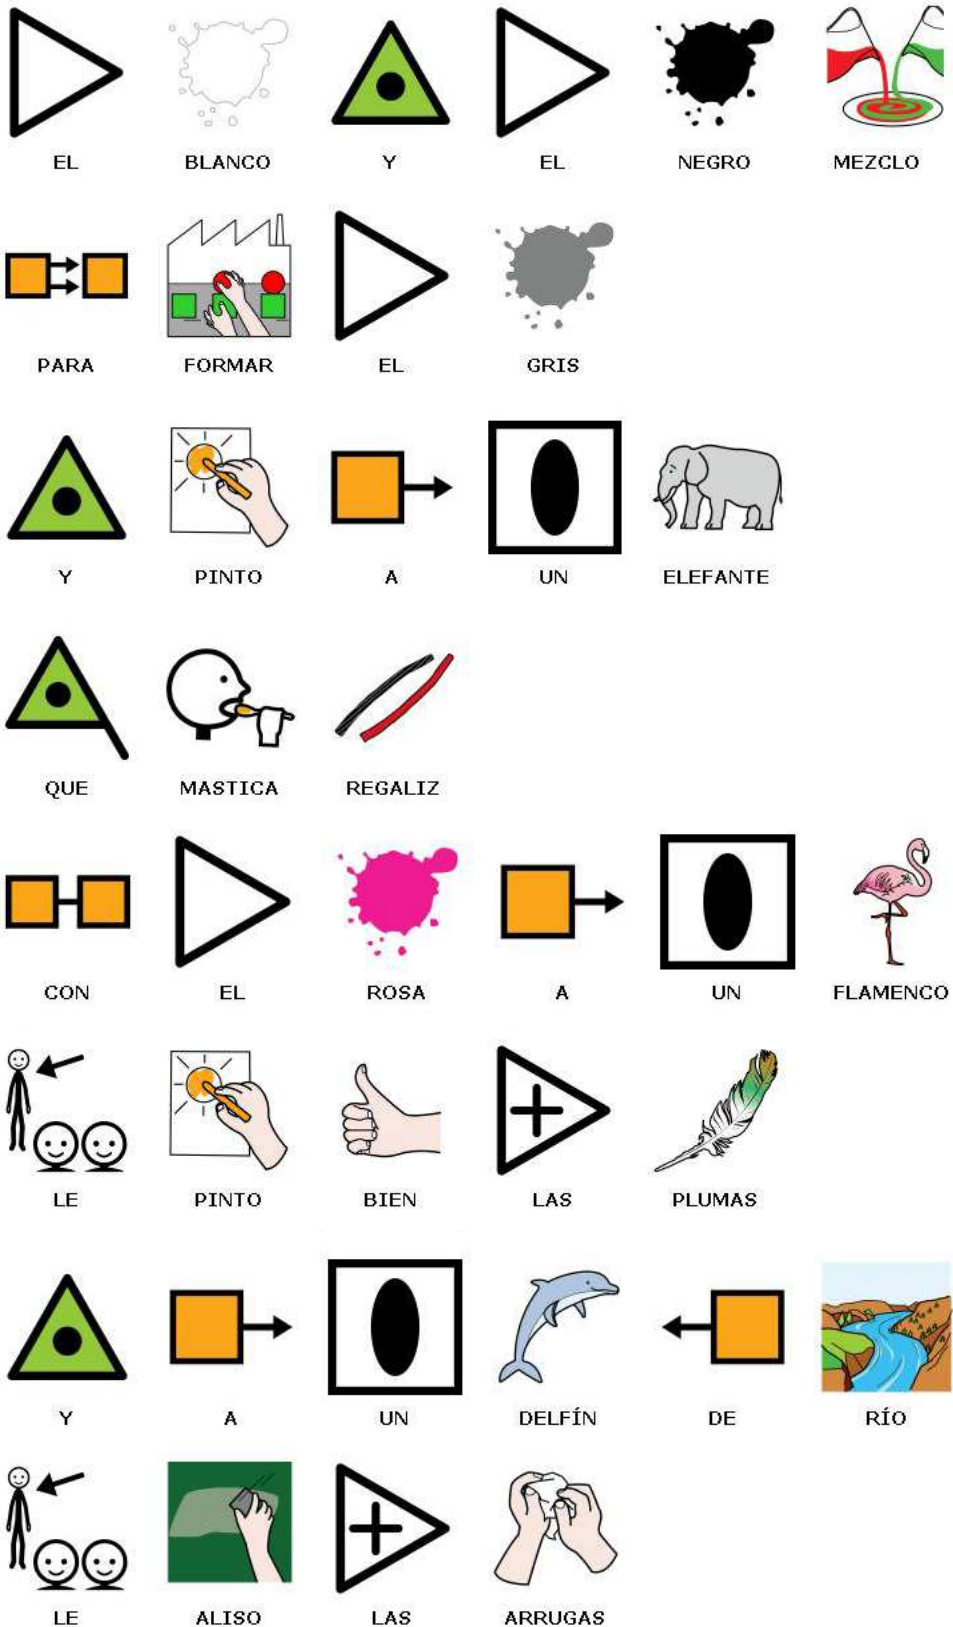 EL BLANCO Y EL NEGRO MEZCLO
PARA FORMAR EL GRIS
Y PINTO A UN ELEFANTE
QUE MASTICA REGALIZ
CON EL ROSA A UN FLAMENCO
LE PINTO BIEN LAS PLUMAS
Y A UN DELFÍN DE RÍO
LE ALISO LAS ARRUGAS